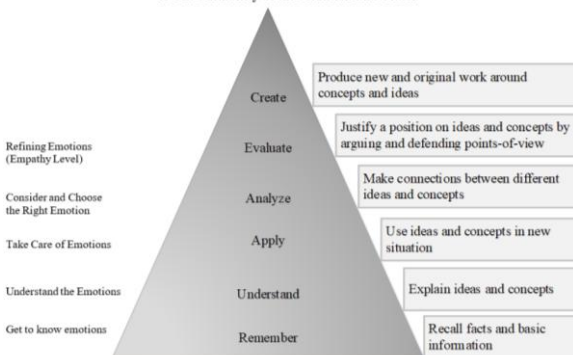 Create
Produce new and original work around
concepts and ideas
Refining Emotions
(Empathy Level)
Evaluate
Justify a position on ideas and concepts by
arguing and defending points-of-view
Consider and Choose
the Right Emotion
Analyze
Make connections between different
ideas and concepts
Take Care of Emotions
Apply
Use ideas and concepts in new
situation
Understand the Emotions
Understand
Explain ideas and concepts
Get to know emotions
Remember
Recall facts and basic
information